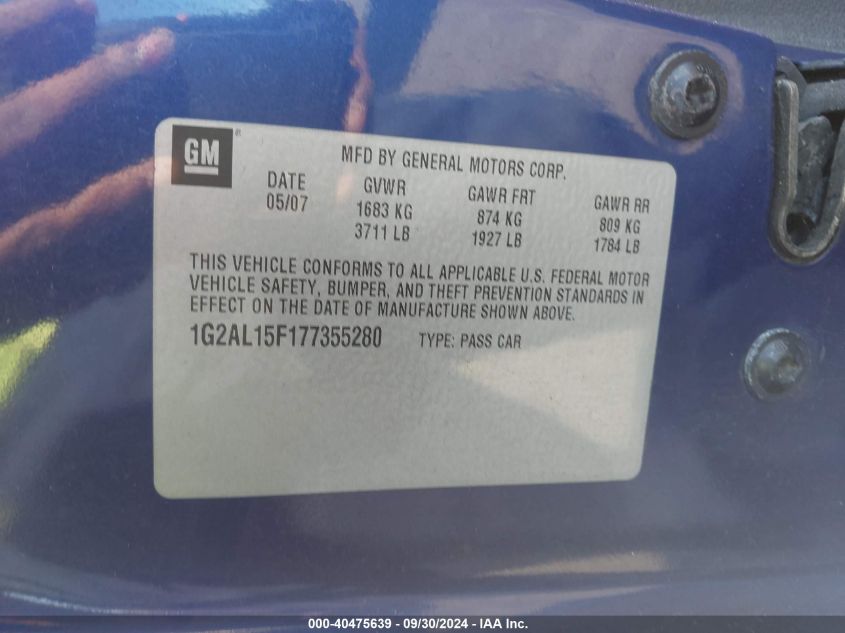 GM®
MFD BY GENERAL MOTORS CORP.
DATE GVWR GAWR FRT GAWR RR
05/07 1683 KG 874 KG 809 KG
3711 LB 1927 LB 1784 LB
THIS VEHICLE CONFORMS TO ALL APPLICABLE U.S. FEDERAL MOTOR
VEHICLE SAFETY, BUMPER, AND THEFT PREVENTION STANDARDS IN
EFFECT ON THE DATE OF MANUFACTURE SHOWN ABOVE.
1G2AL15F177355280 TYPE: PASS CAR
000-40475639 - 09/30/2024 - IAA Inc.